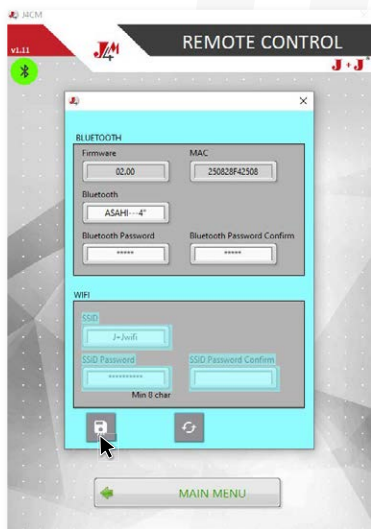 J4CM
v1.11
J4M
REMOTE CONTROL
J+J
BLUETOOTH
Firmware
MAC
02.00
250828F42508
Bluetooth
ASAHI---4"
Bluetooth Password
Bluetooth Password Confirm
*****
*****
WIFI
SSID
J+Jwifi
SSID Password
SSID Password Confirm
**********
Min 8 char
MAIN MENU